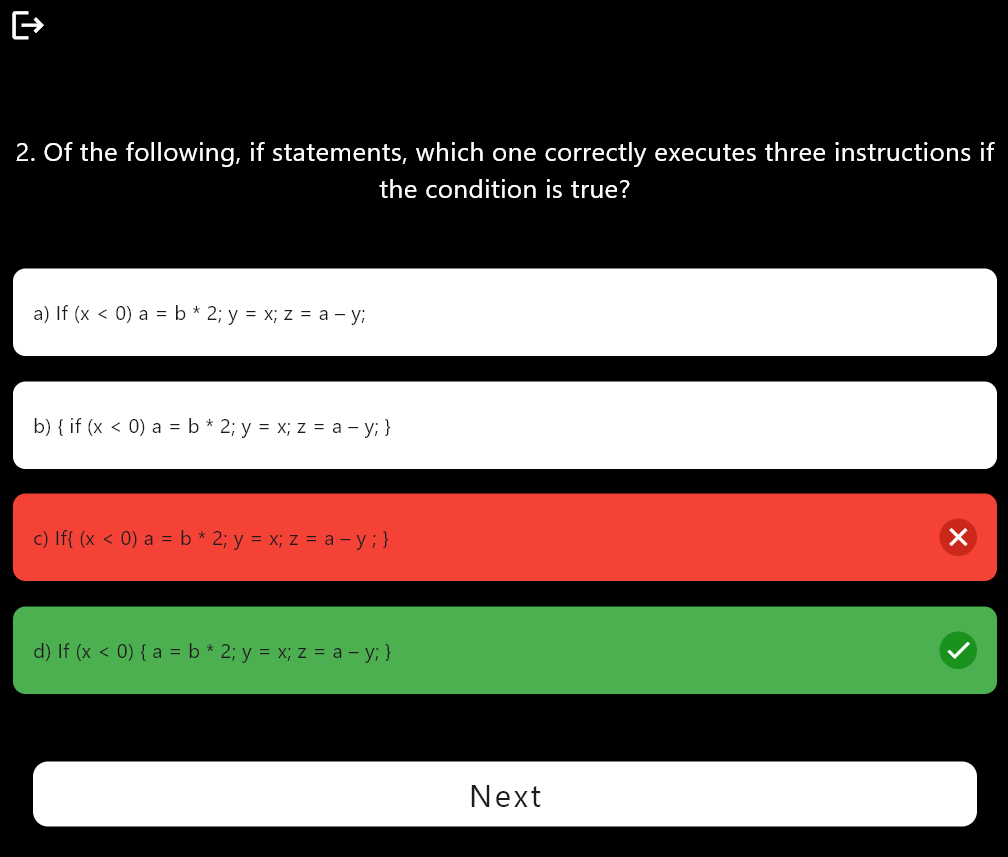 2. Of the following, if statements, which one correctly executes three instructions if
the condition is true?
a) If (x < 0) a = b * 2; y = x; z = a – y;
b) { if (x < 0) a = b * 2; y = x; z = a – y; }
c) If{ (x < 0) a = b * 2; y = x; z = a – y ; }
d) If (x < 0) { a = b * 2; y = x; z = a – y; }
Next